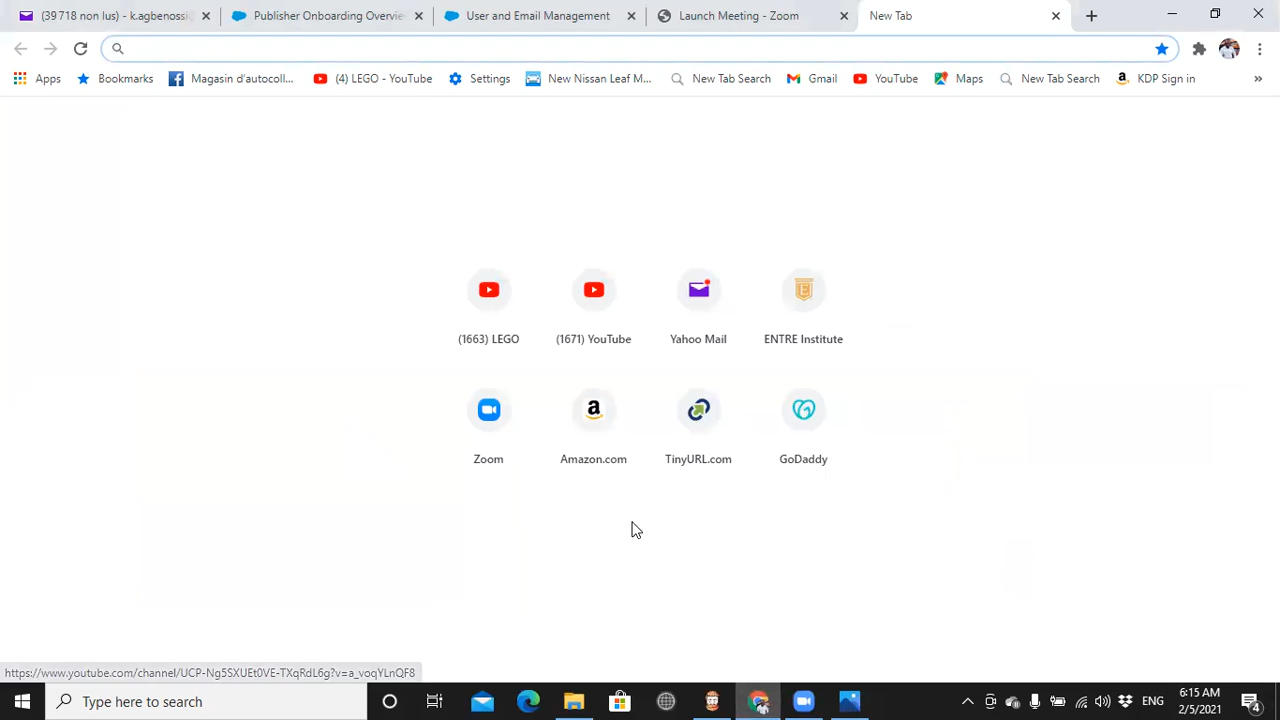 (39 718 non lus) - k.agbenossi
Publisher Onboarding Overvie
User and Email Management
Launch Meeting - Zoom
New Tab
Apps
Bookmarks
Magasin d'autocoll...
(4) LEGO - YouTube
Settings
New Nissan Leaf M...
New Tab Search
Gmail
YouTube
Maps
New Tab Search
KDP Sign in
»
(1663) LEGO
(1671) YouTube
Yahoo Mail
ENTRE Institute
Zoom
Amazon.com
TinyURL.com
GoDaddy
https://www.youtube.com/channel/UCP-Ng5SXUEt0VE-TXqRdL6g?v=a_voqYLnQF8
Type here to search
ENG
6:15 AM
2/5/2021
4